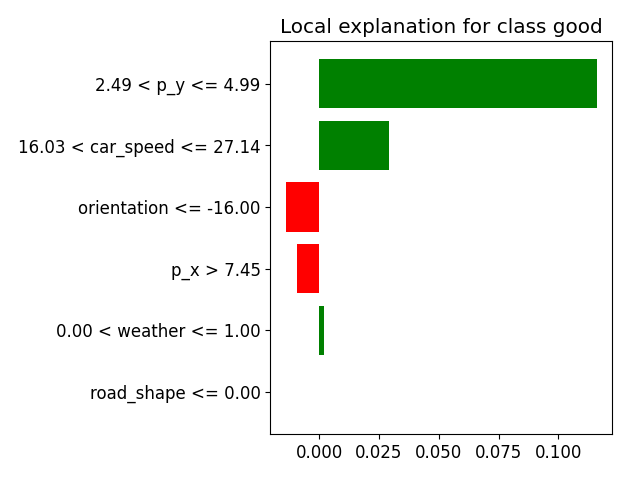 Local explanation for class good
2.49 < p_y <= 4.99
16.03 < car_speed <= 27.14
orientation <= -16.00
p_x > 7.45
0.00 < weather <= 1.00
road_shape <= 0.00
0.000 0.025 0.050 0.075 0.100